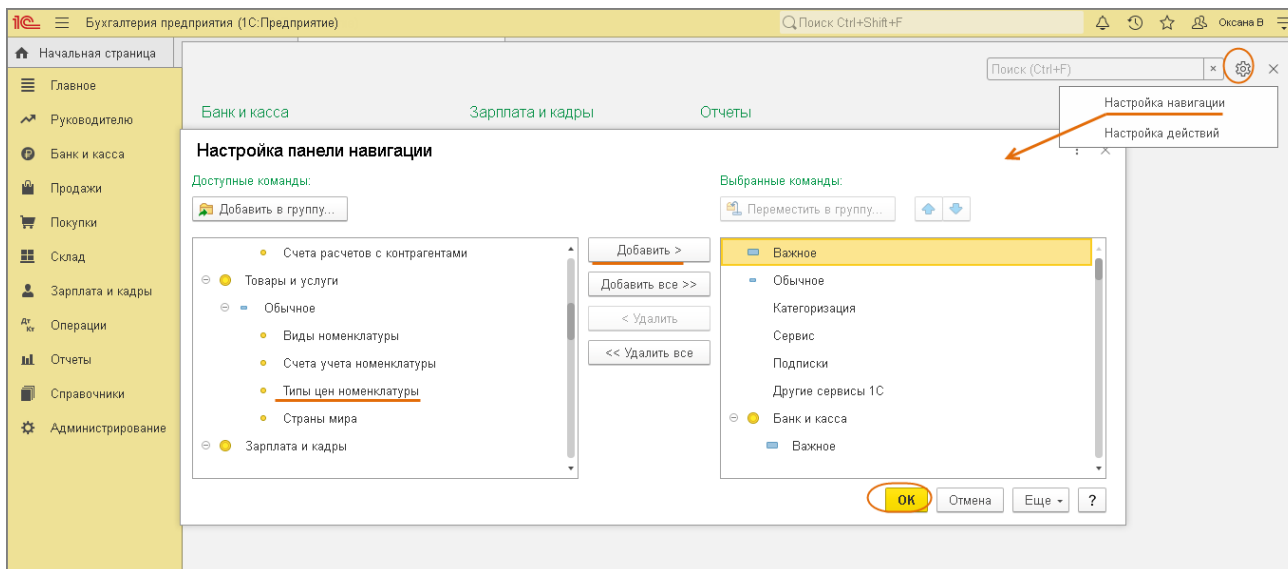 1С Бухгалтерия предприятия (1С:Предприятие) Поиск Ctrl+Shift+F Оксана В
Начальная страница
Поиск (Ctrl+F) ×
Главное
Руководителю
Банк и касса
Продажи
Покупки
Склад
Зарплата и кадры
Дт Кт Операции
Отчеты
Справочники
Администрирование
Банк и касса Зарплата и кадры Отчеты
Настройка навигации
Настройка действий
Настройка панели навигации
Доступные команды:
Добавить в группу...
Счета расчетов с контрагентами
Товары и услуги
Обычное
Виды номенклатуры
Счета учета номенклатуры
Типы цен номенклатуры
Страны мира
Зарплата и кадры
Добавить >
Добавить все >>
< Удалить
<< Удалить все
Выбранные команды:
Переместить в группу...
Важное
Обычное
Категоризация
Сервис
Подписки
Другие сервисы 1С
Банк и касса
Важное
ОК Отмена Еще ?